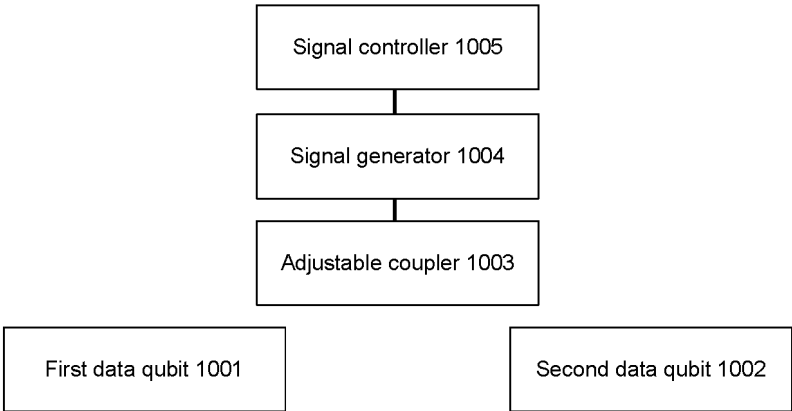 Signal controller 1005
Signal generator 1004
Adjustable coupler 1003
First data qubit 1001
Second data qubit 1002